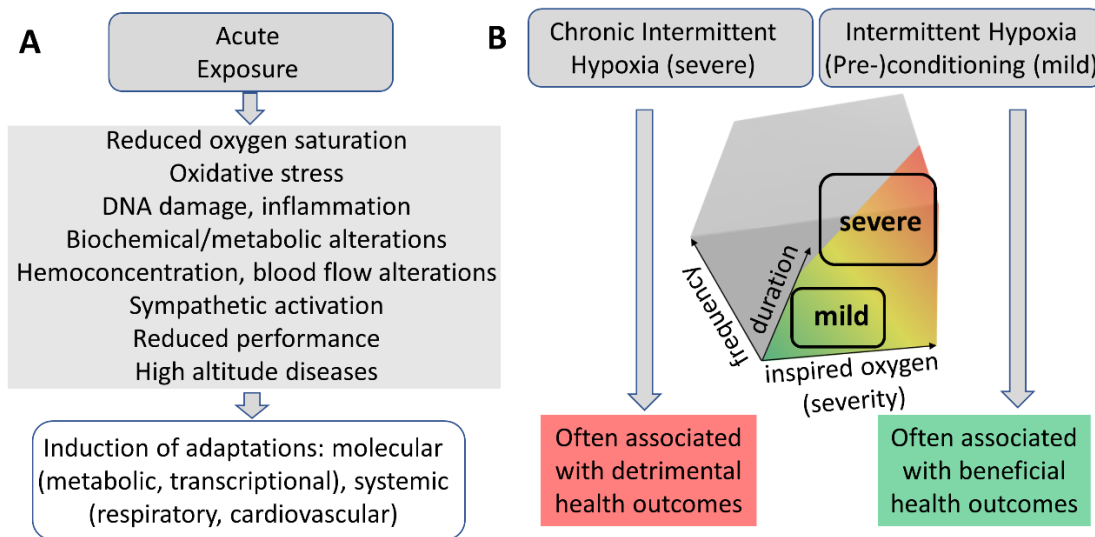 A
Acute
Exposure
Reduced oxygen saturation
Oxidative stress
DNA damage, inflammation
Biochemical/metabolic alterations
Hemoconcentration, blood flow alterations
Sympathetic activation
Reduced performance
High altitude diseases
Induction of adaptations: molecular
(metabolic, transcriptional), systemic
(respiratory, cardiovascular)
B
Chronic Intermittent
Hypoxia (severe)
Intermittent Hypoxia
(Pre-)conditioning (mild)
severe
mild
frequency
duration
inspired oxygen
(severity)
Often associated
with detrimental
health outcomes
Often associated
with beneficial
health outcomes